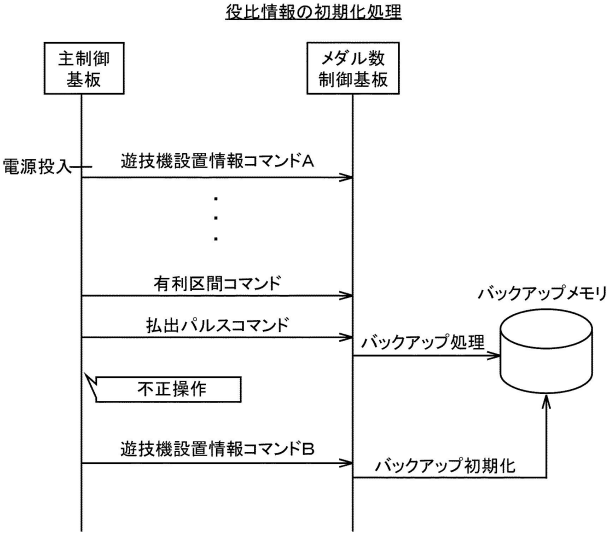 役比情報の初期化処理
主制御
基板
メダル数
制御基板
電源投入
遊技機設置情報コマンドA
有利区間コマンド
バックアップメモリ
払出パルスコマンド
バックアップ処理
不正操作
遊技機設置情報コマンドB
バックアップ初期化